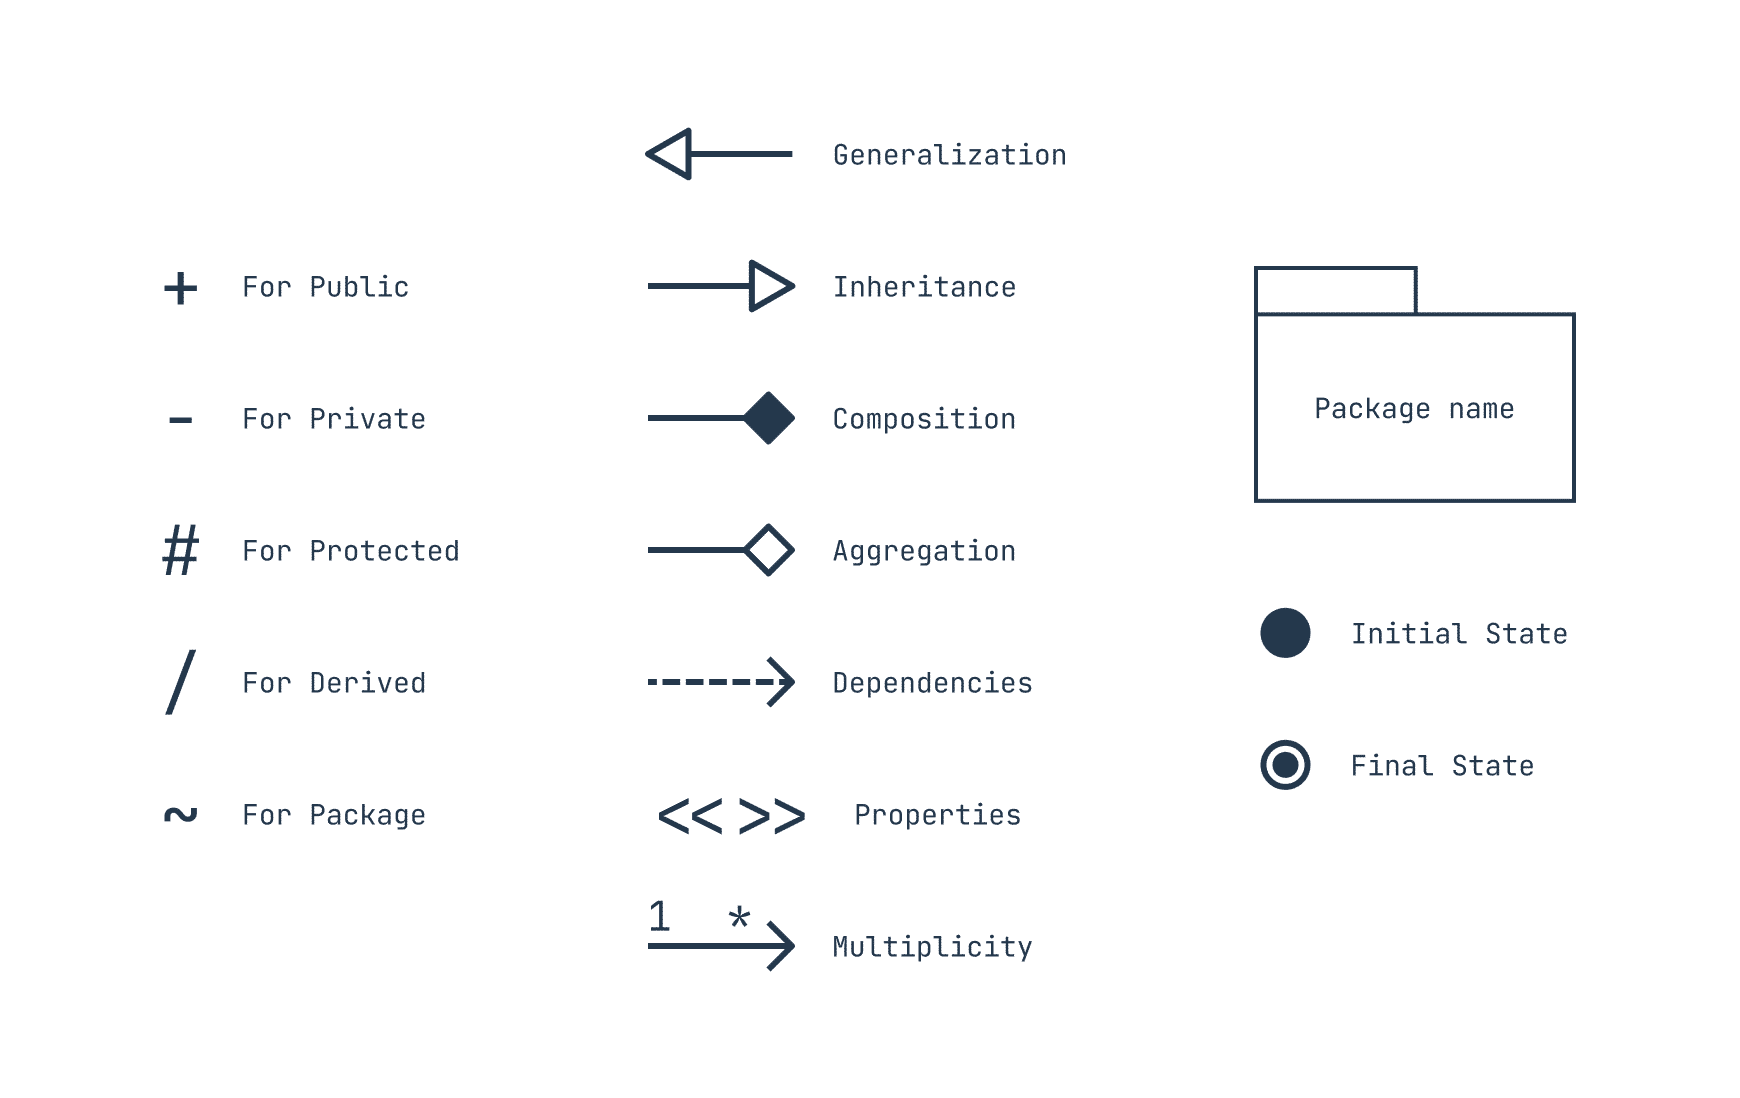 + For Public
- For Private
# For Protected
/ For Derived
~ For Package
Generalization
Inheritance
Composition
Aggregation
Dependencies
<< >> Properties
1 * Multiplicity
Package name
Initial State
Final State